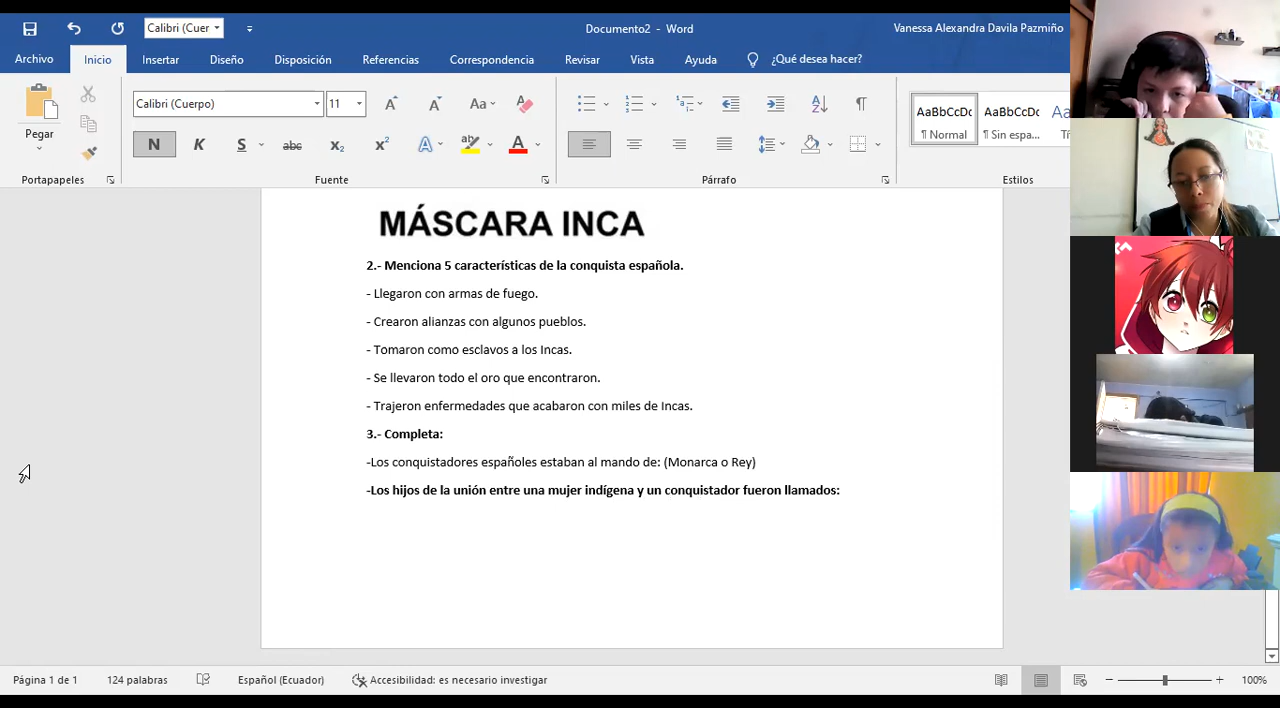 Calibri (Cuer
Documento2 - Word
Vanessa Alexandra Davila Pazmiño
Archivo
Inicio
Insertar
Diseño
Disposición
Referencias
Correspondencia
Revisar
Vista
Ayuda
¿Qué desea hacer?
Pegar
Calibri (Cuerpo)
11
Aa
N
K
S
abc
AaBbCcDc
¶ Normal
AaBbCcDc
¶ Sin espa...
Portapapeles
Fuente
Párrafo
Estilos
MÁSCARA INCA
2.- Menciona 5 características de la conquista española.
- Llegaron con armas de fuego.
- Crearon alianzas con algunos pueblos.
- Tomaron como esclavos a los Incas.
- Se llevaron todo el oro que encontraron.
- Trajeron enfermedades que acabaron con miles de Incas.
3.- Completa:
-Los conquistadores españoles estaban al mando de: (Monarca o Rey)
-Los hijos de la unión entre una mujer indígena y un conquistador fueron llamados:
Página 1 de 1
124 palabras
Español (Ecuador)
Accesibilidad: es necesario investigar
100%